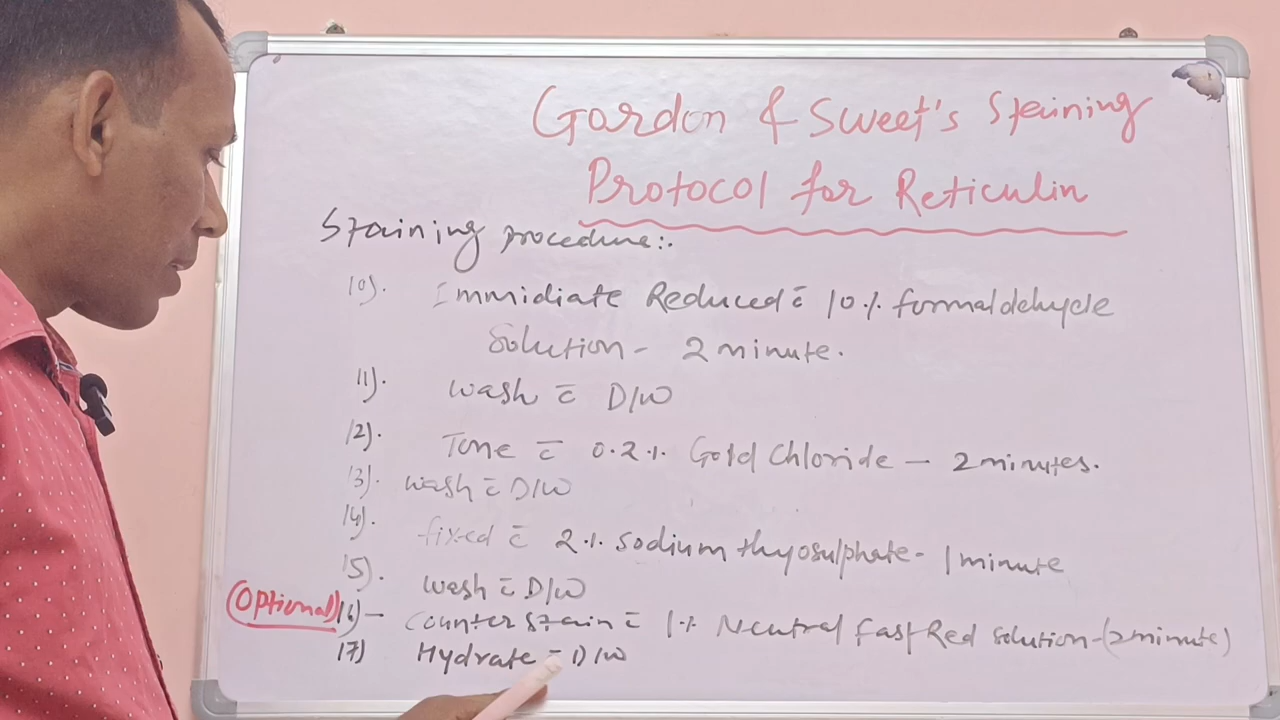 Gordon & Sweet's Staining
Protocol for Reticulin
Staining procedure:.
10). Immidiate Reduced c̄ 10% formaldehyde
Solution - 2 minute.
11). Wash c̄ D/W
12). Tone c̄ 0.2% Gold Chloride - 2 minutes.
13). wash c̄ D/W
14). fixed c̄ 2% sodium thyosulphate - 1 minute
15). wash c̄ D/W
Optional 16) - Counter stain c̄ 1% Neutral fast Red solution - (2 minute)
17) Hydrate c̄ D/W